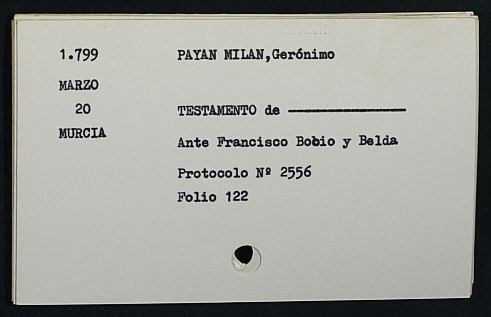 1.799 PAYAN MILAN,Gerónimo
MARZO
20 TESTAMENTO de ————————
MURCIA
Ante Francisco Bobio y Belda
Protocolo Nº 2556
Folio 122